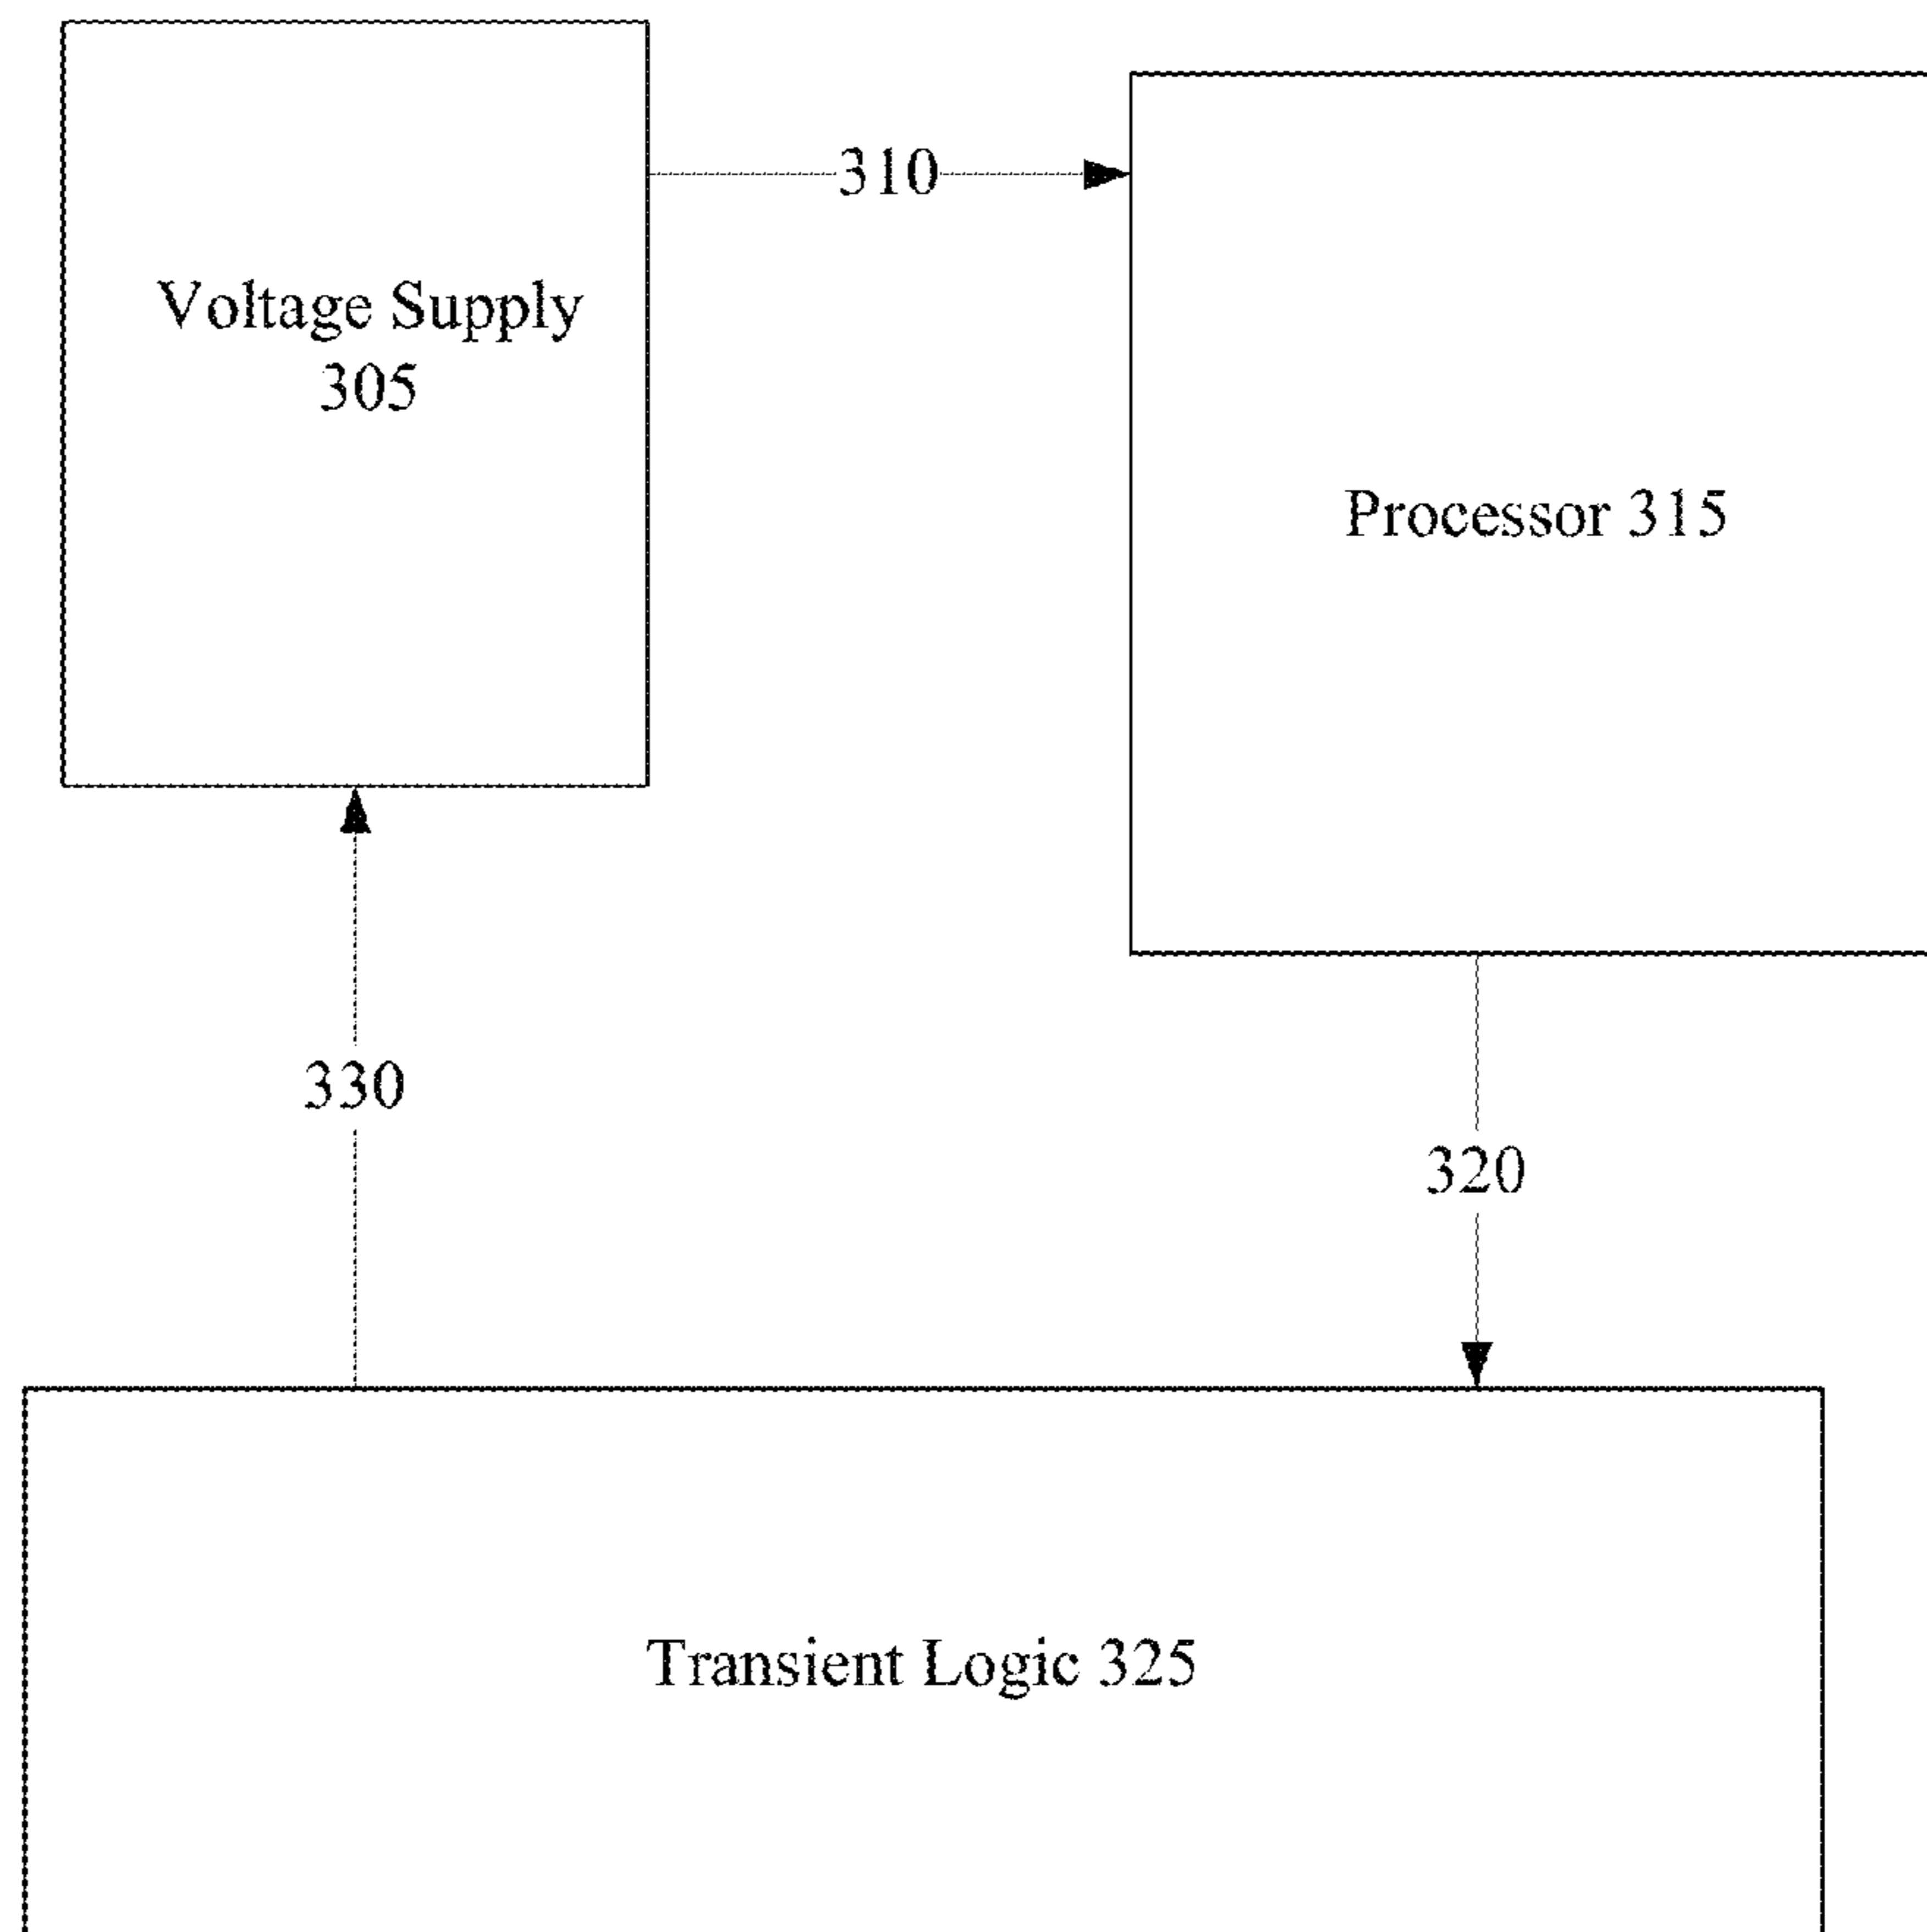 310
Voltage Supply
305
Processor 315
330
320
Transient Logic 325